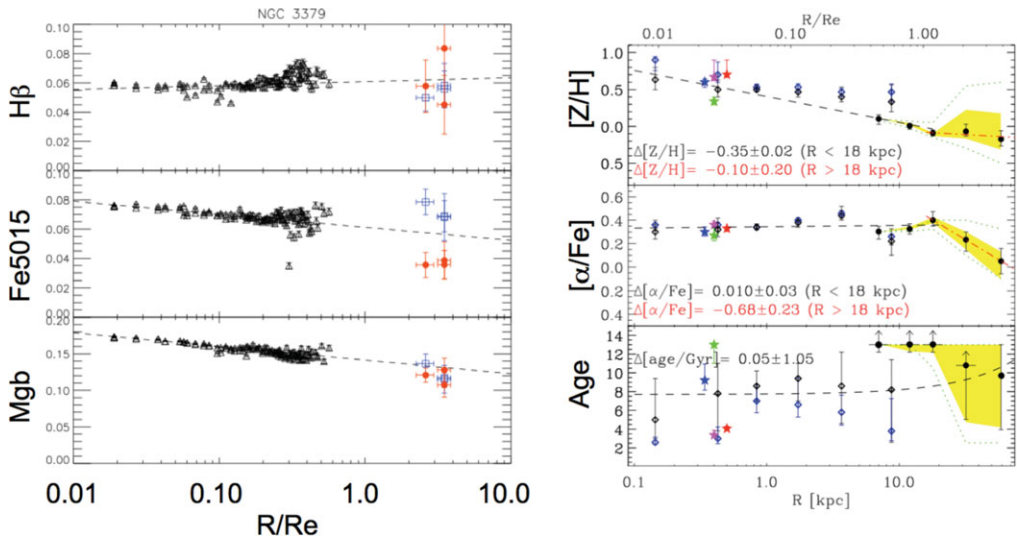 NGC 3379
Hβ
0.10
0.08
0.06
0.04
0.02
0.00
Fe5015
0.10
0.08
0.06
0.04
0.02
0.00
Mgb
0.20
0.15
0.10
0.05
0.00
0.01
0.10
1.0
10.0
R/Re
R/Re
0.01
0.10
1.00
[Z/H]
1.0
0.5
0.0
0.5
Δ[Z/H]= −0.35±0.02 (R < 18 kpc)
Δ[Z/H]= −0.10±0.20 (R > 18 kpc)
[α/Fe]
0.6
0.4
0.2
0.0
0.2
0.4
Δ[α/Fe]= 0.010±0.03 (R < 18 kpc)
Δ[α/Fe]= −0.68±0.23 (R > 18 kpc)
Age
14
12
10
8
6
4
2
Δ[age/Gyr]= 0.05±1.05
0.1
1.0
10.0
R [kpc]